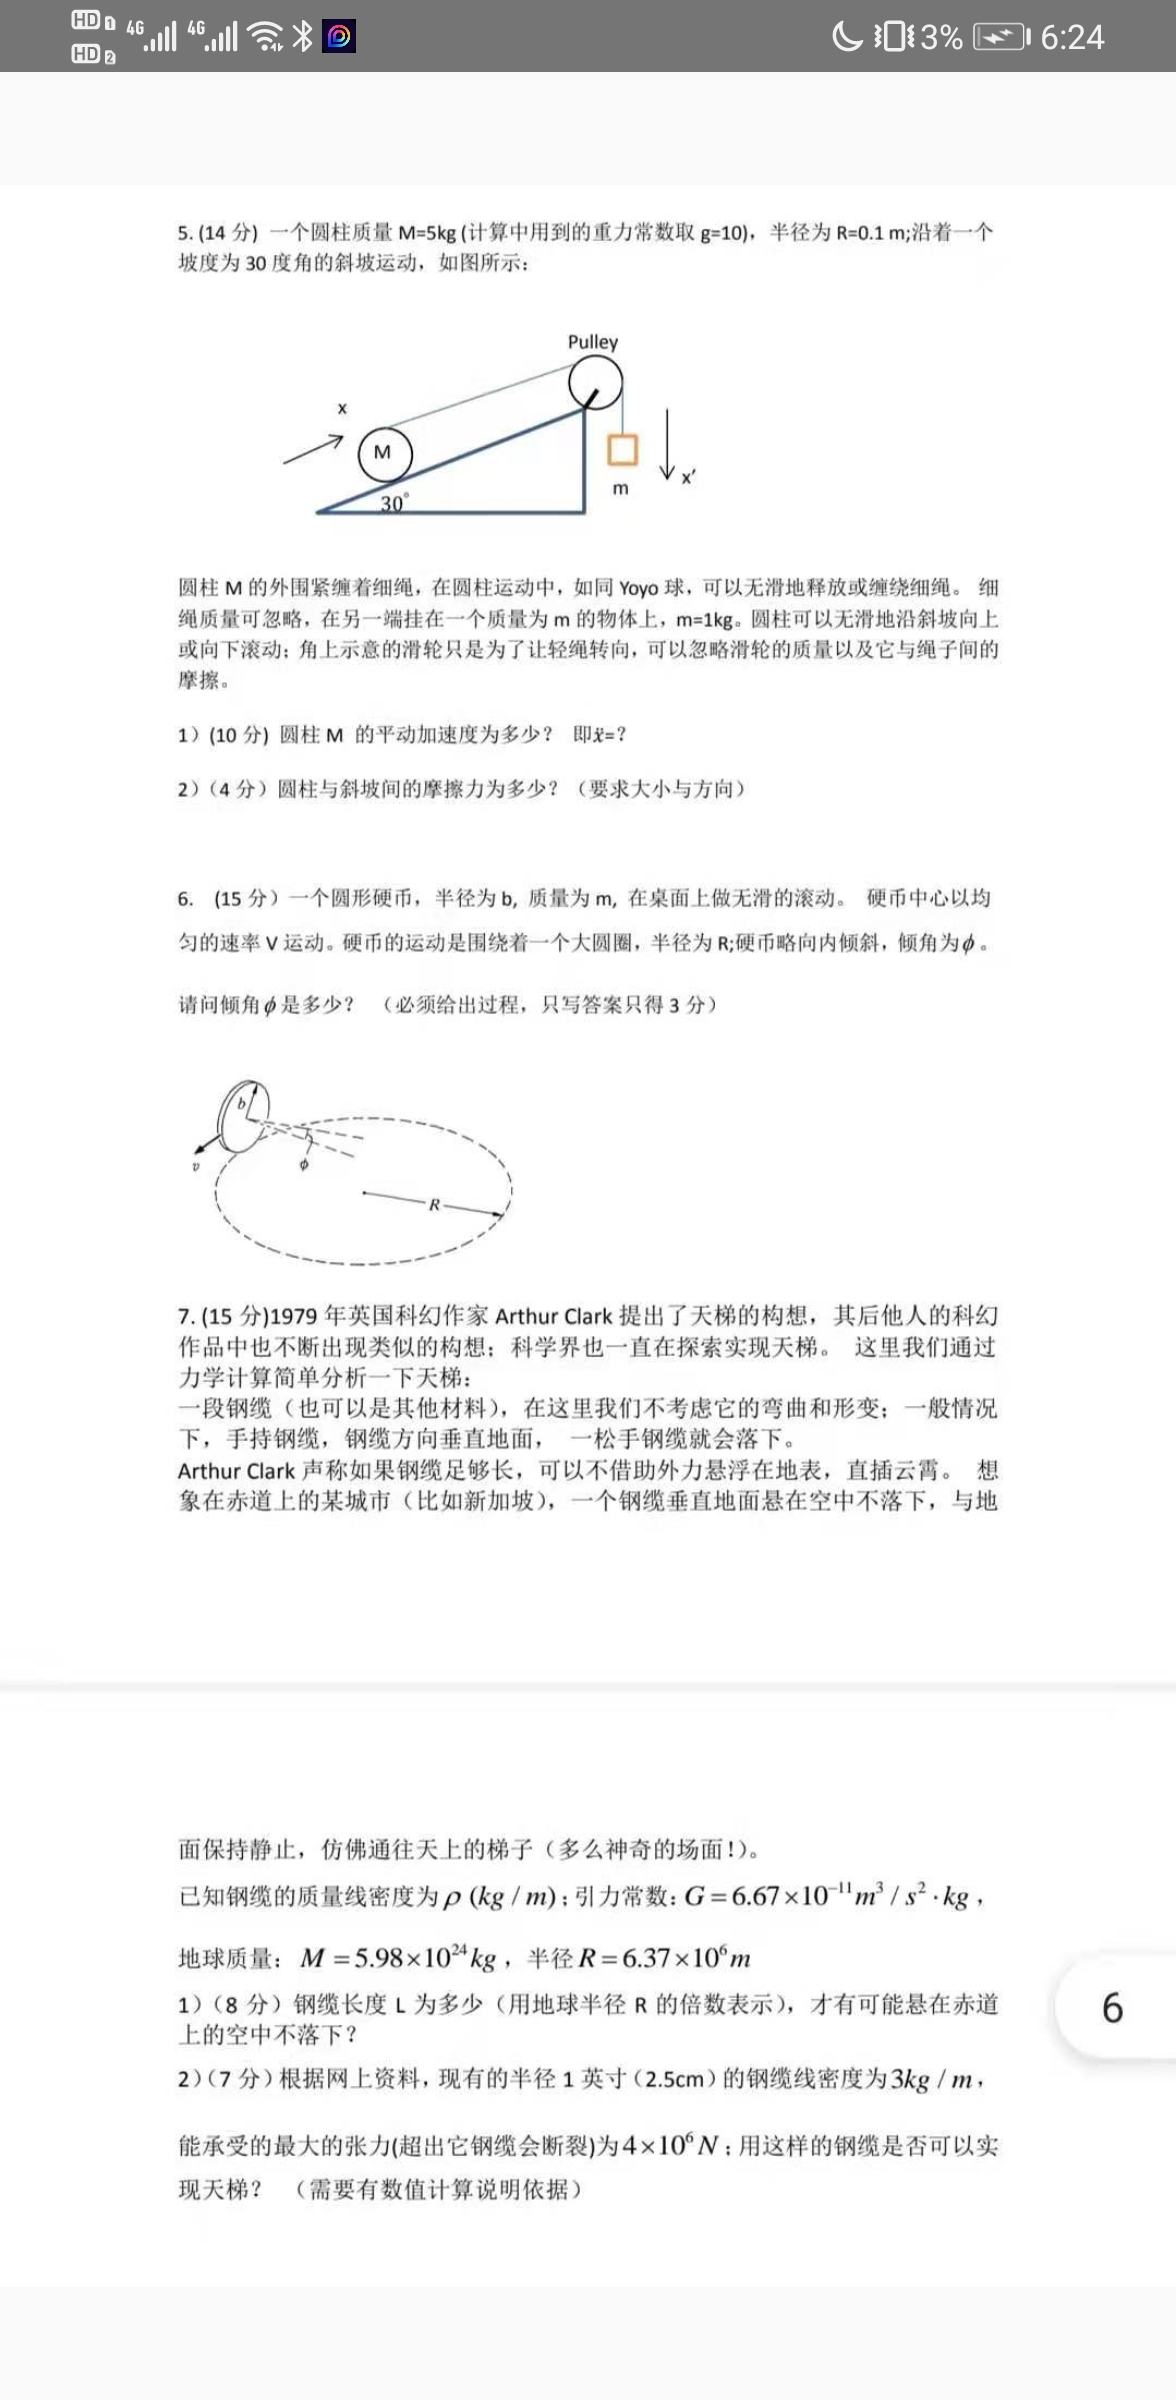 HD 1 4G 4G 3% 6:24
HD 2
5. (14 分) 一个圆柱质量 M=5kg (计算中用到的重力常数取 g=10)，半径为 R=0.1 m;沿着一个
坡度为 30 度角的斜坡运动，如图所示：
Pulley
x
M
30°
m
x'
圆柱 M 的外围紧缠着细绳，在圆柱运动中，如同 Yoyo 球，可以无滑地释放或缠绕细绳。 细
绳质量可忽略，在另一端挂在一个质量为 m 的物体上，m=1kg。圆柱可以无滑地沿斜坡向上
或向下滚动；角上示意的滑轮只是为了让轻绳转向，可以忽略滑轮的质量以及它与绳子间的
摩擦。
1）(10 分) 圆柱 M 的平动加速度为多少？ 即ẍ=?
2）（4 分）圆柱与斜坡间的摩擦力为多少？（要求大小与方向）
6. (15 分）一个圆形硬币，半径为 b, 质量为 m, 在桌面上做无滑的滚动。 硬币中心以均
匀的速率 V 运动。硬币的运动是围绕着一个大圆圈，半径为 R;硬币略向内倾斜，倾角为ϕ。
请问倾角ϕ是多少？ （必须给出过程，只写答案只得 3 分）
b
v
ϕ
R
7. (15 分)1979 年英国科幻作家 Arthur Clark 提出了天梯的构想，其后他人的科幻
作品中也不断出现类似的构想；科学界也一直在探索实现天梯。 这里我们通过
力学计算简单分析一下天梯：
一段钢缆（也可以是其他材料），在这里我们不考虑它的弯曲和形变；一般情况
下，手持钢缆，钢缆方向垂直地面， 一松手钢缆就会落下。
Arthur Clark 声称如果钢缆足够长，可以不借助外力悬浮在地表，直插云霄。 想
象在赤道上的某城市（比如新加坡），一个钢缆垂直地面悬在空中不落下，与地
面保持静止，仿佛通往天上的梯子（多么神奇的场面！）。
已知钢缆的质量线密度为ρ (kg / m)；引力常数：G = 6.67×10⁻¹¹m³ / s² · kg，
地球质量： M = 5.98×10²⁴kg，半径 R = 6.37×10⁶m
1）（8 分）钢缆长度 L 为多少（用地球半径 R 的倍数表示），才有可能悬在赤道
上的空中不落下？
6
2）（7 分）根据网上资料，现有的半径 1 英寸（2.5cm）的钢缆线密度为3kg / m，
能承受的最大的张力(超出它钢缆会断裂)为4×10⁶N；用这样的钢缆是否可以实
现天梯？ （需要有数值计算说明依据）